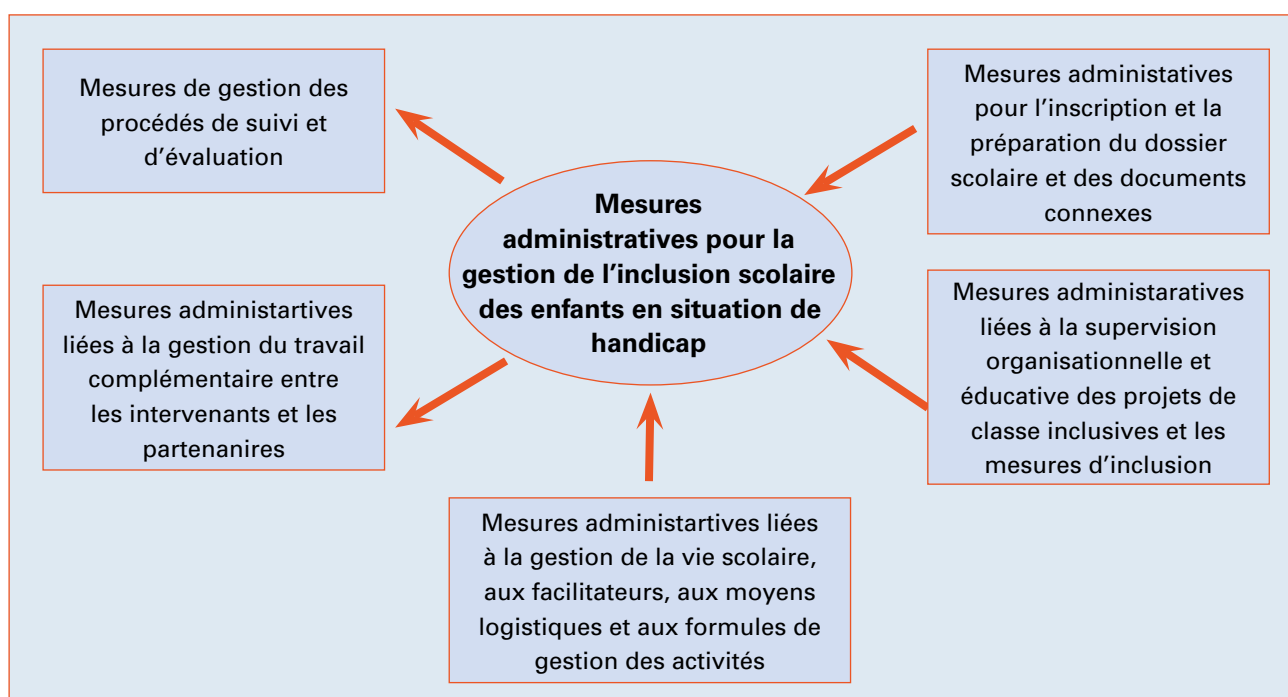 Mesures de gestion des
procédés de suivi et
d’évaluation
Mesures administatives
pour l’inscription et la
préparation du dossier
scolaire et des documents
connexes
Mesures
administratives pour la
gestion de l’inclusion scolaire
des enfants en situation de
handicap
Mesures administartives
liées à la gestion du travail
complémentaire entre
les intervenants et les
partenanires
Mesures administaratives
liées à la supervision
organisationnelle et
éducative des projets de
classe inclusives et les
mesures d’inclusion
Mesures administartives liées
à la gestion de la vie scolaire,
aux facilitateurs, aux moyens
logistiques et aux formules de
gestion des activités